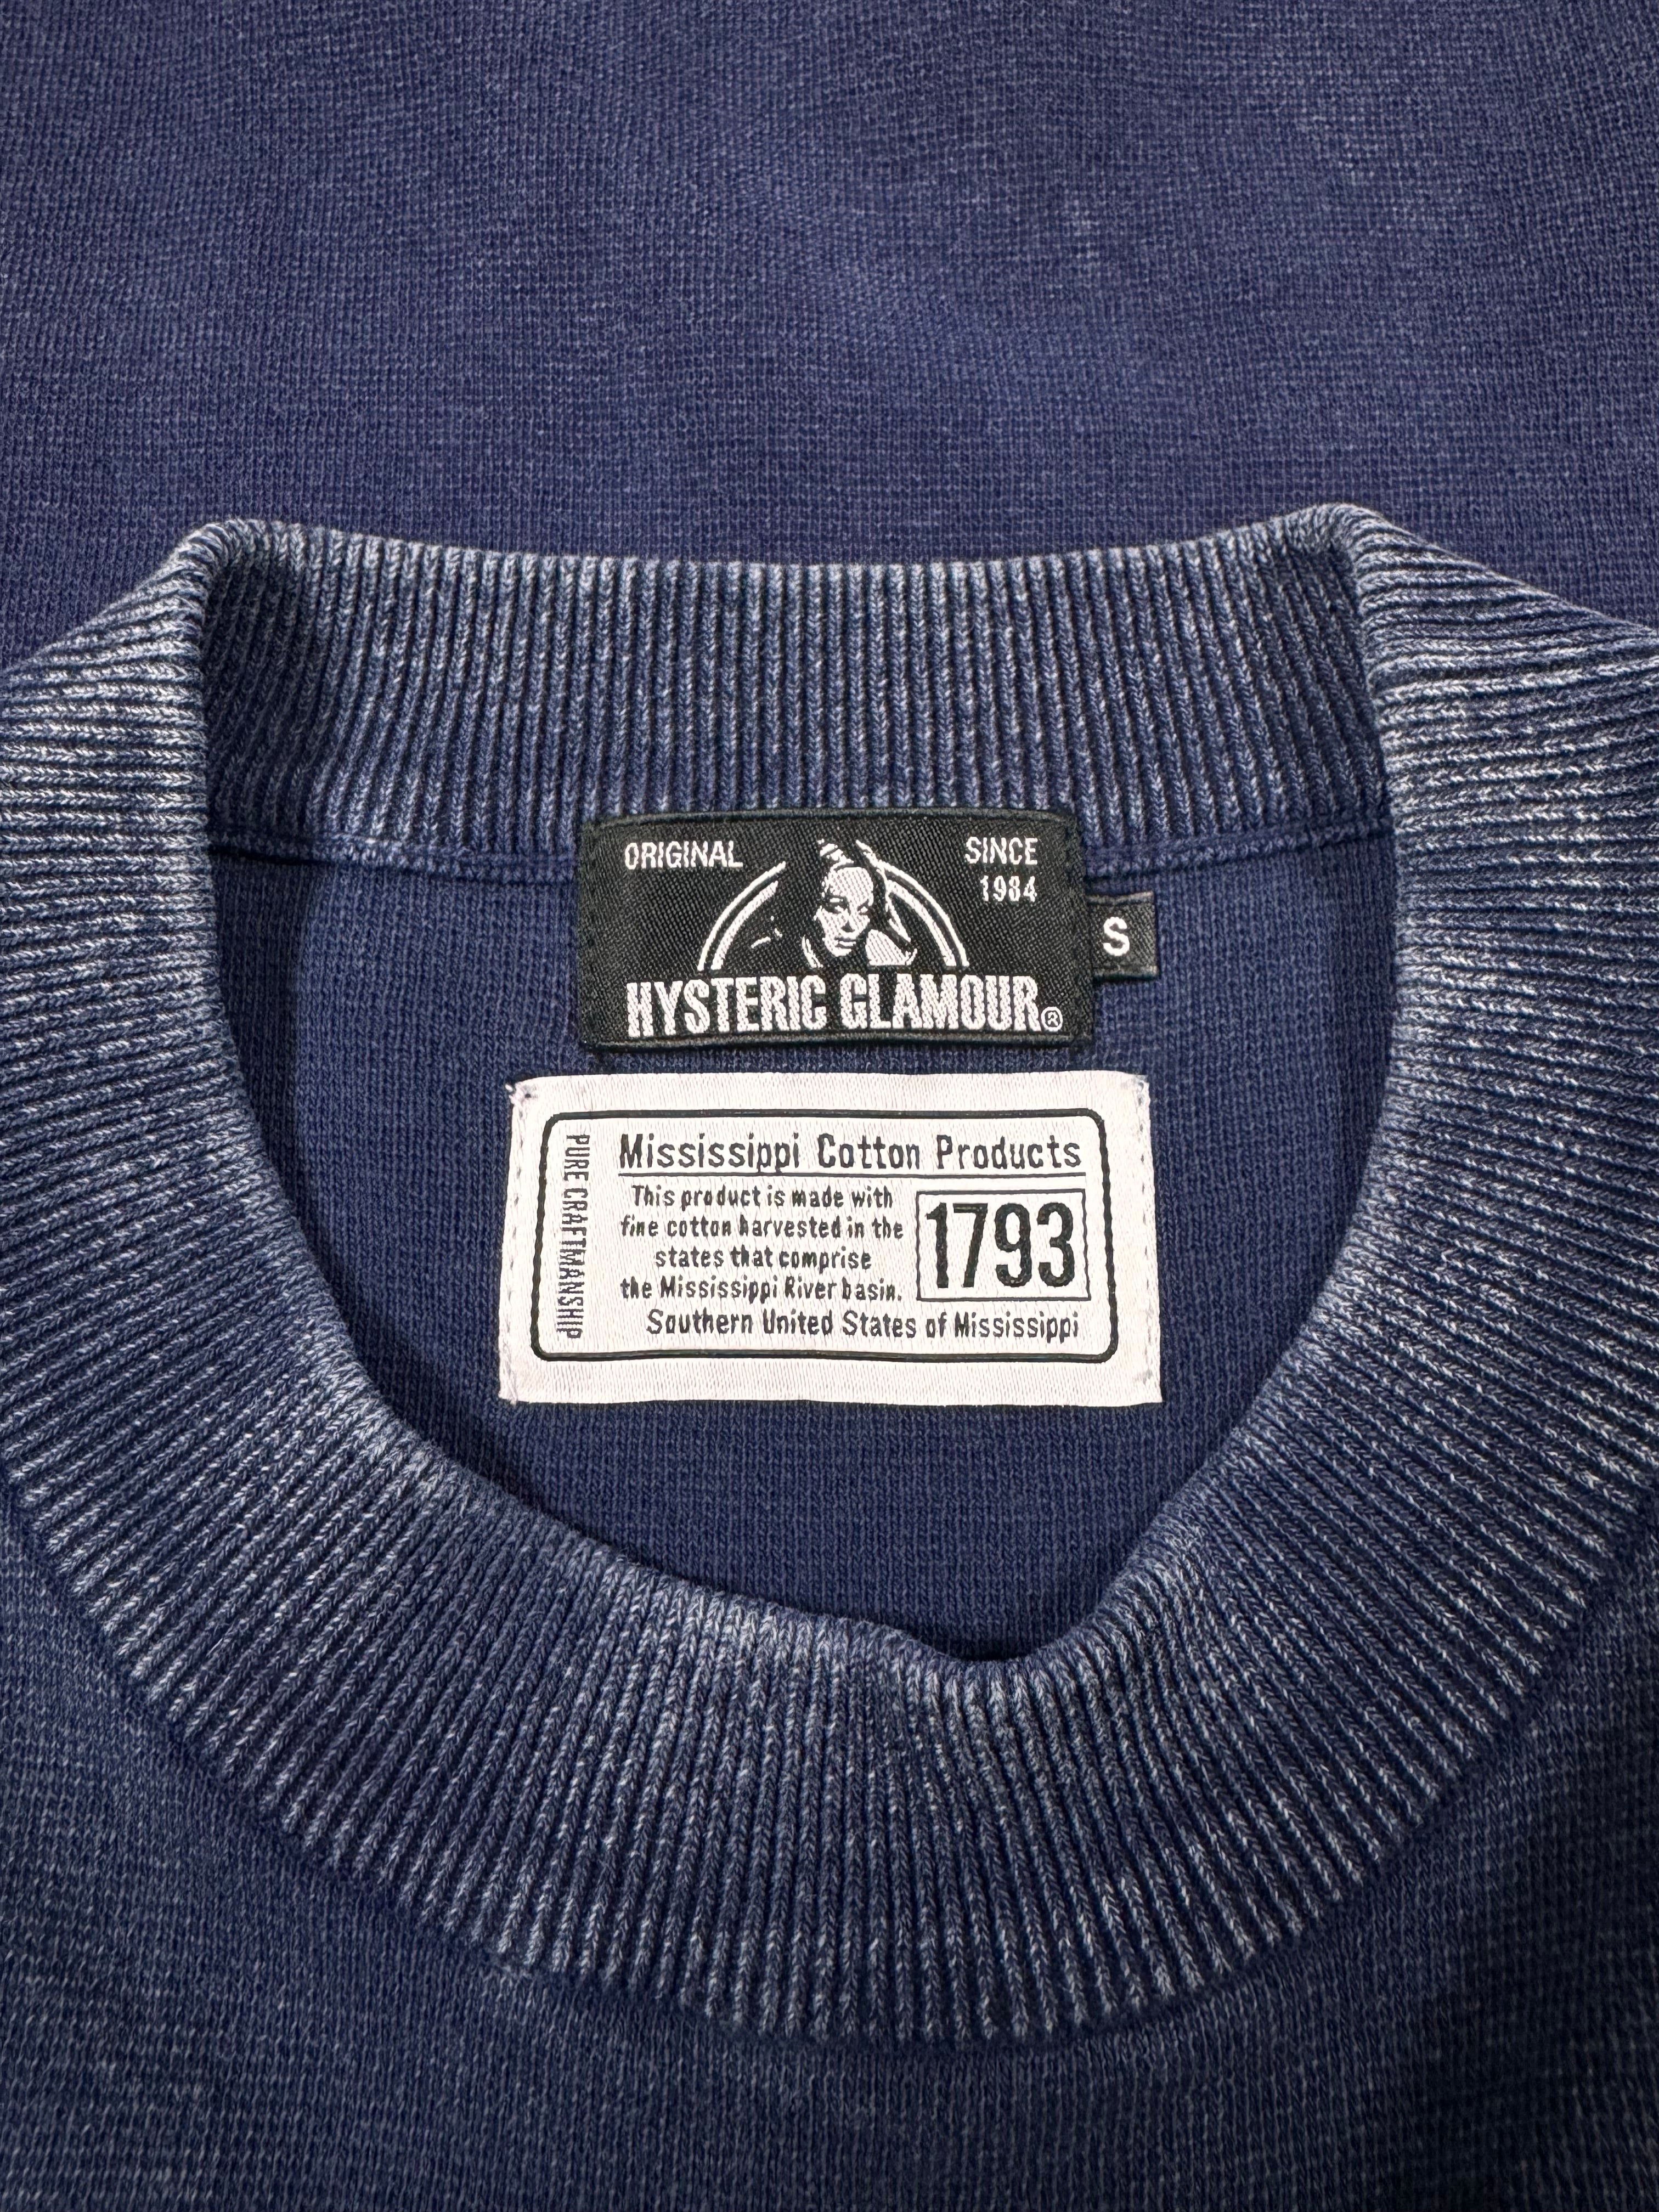 ORIGINAL
SINCE
1984
HYSTERIC GLAMOUR®
S
PURE CRAFTMANSHIP
Mississippi Cotton Products
This product is made with
fine cotton harvested in the
states that comprise
the Mississippi River basin.
1793
Southern United States of Mississippi